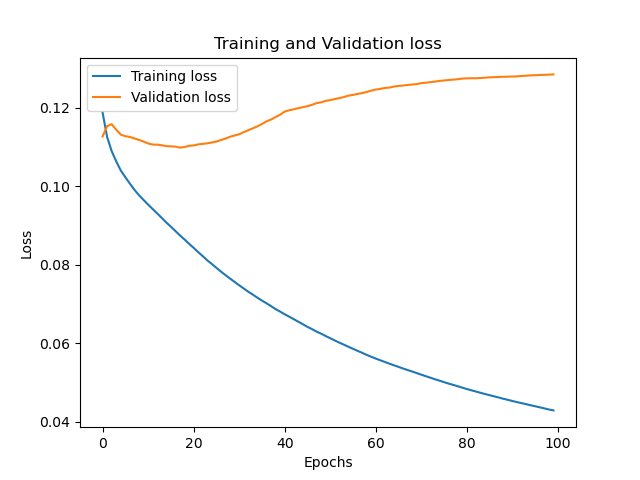 Training and Validation loss
Training loss
Validation loss
0.12
0.10
0.08
0.06
0.04
Loss
0
20
40
60
80
100
Epochs